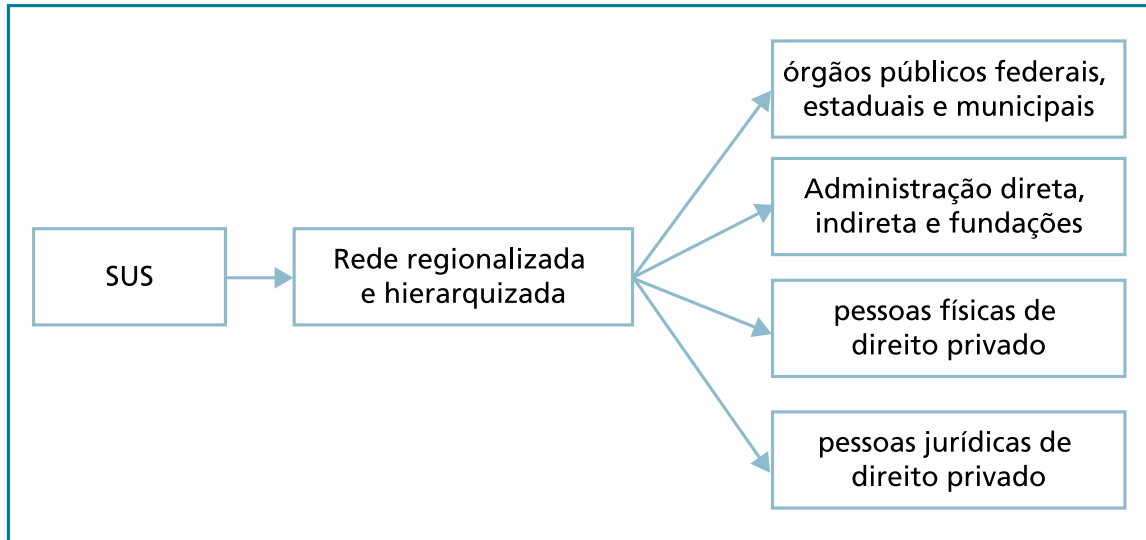 SUS
Rede regionalizada
e hierarquizada
órgãos públicos federais,
estaduais e municipais
Administração direta,
indireta e fundações
pessoas físicas de
direito privado
pessoas jurídicas de
direito privado